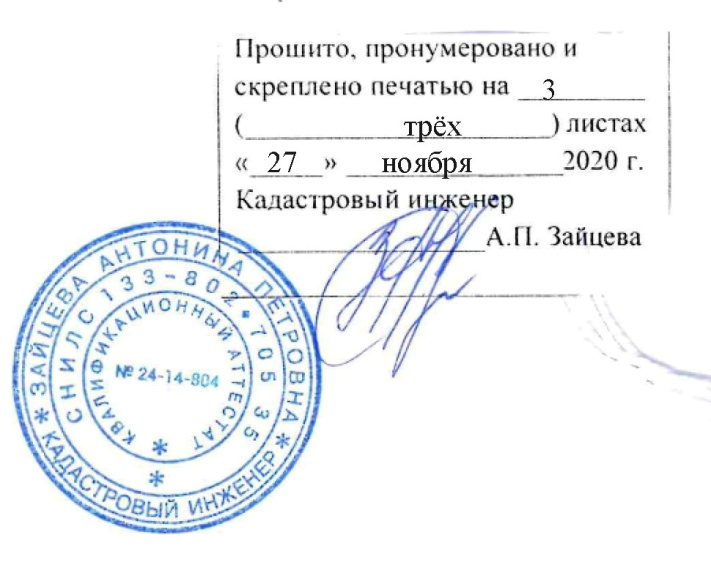 Прошито, пронумеровано и
скреплено печатью на 3
(трёх) листах
«27» ноября 2020 г.
Кадастровый инженер
А.П. Зайцева
* ЗАЙЦЕВА АНТОНИНА ПЕТРОВНА *
КАДАСТРОВЫЙ ИНЖЕНЕР
СНИЛС 133-802-705 35
*
КВАЛИФИКАЦИОННЫЙ АТТЕСТАТ
*
№ 24-14-804